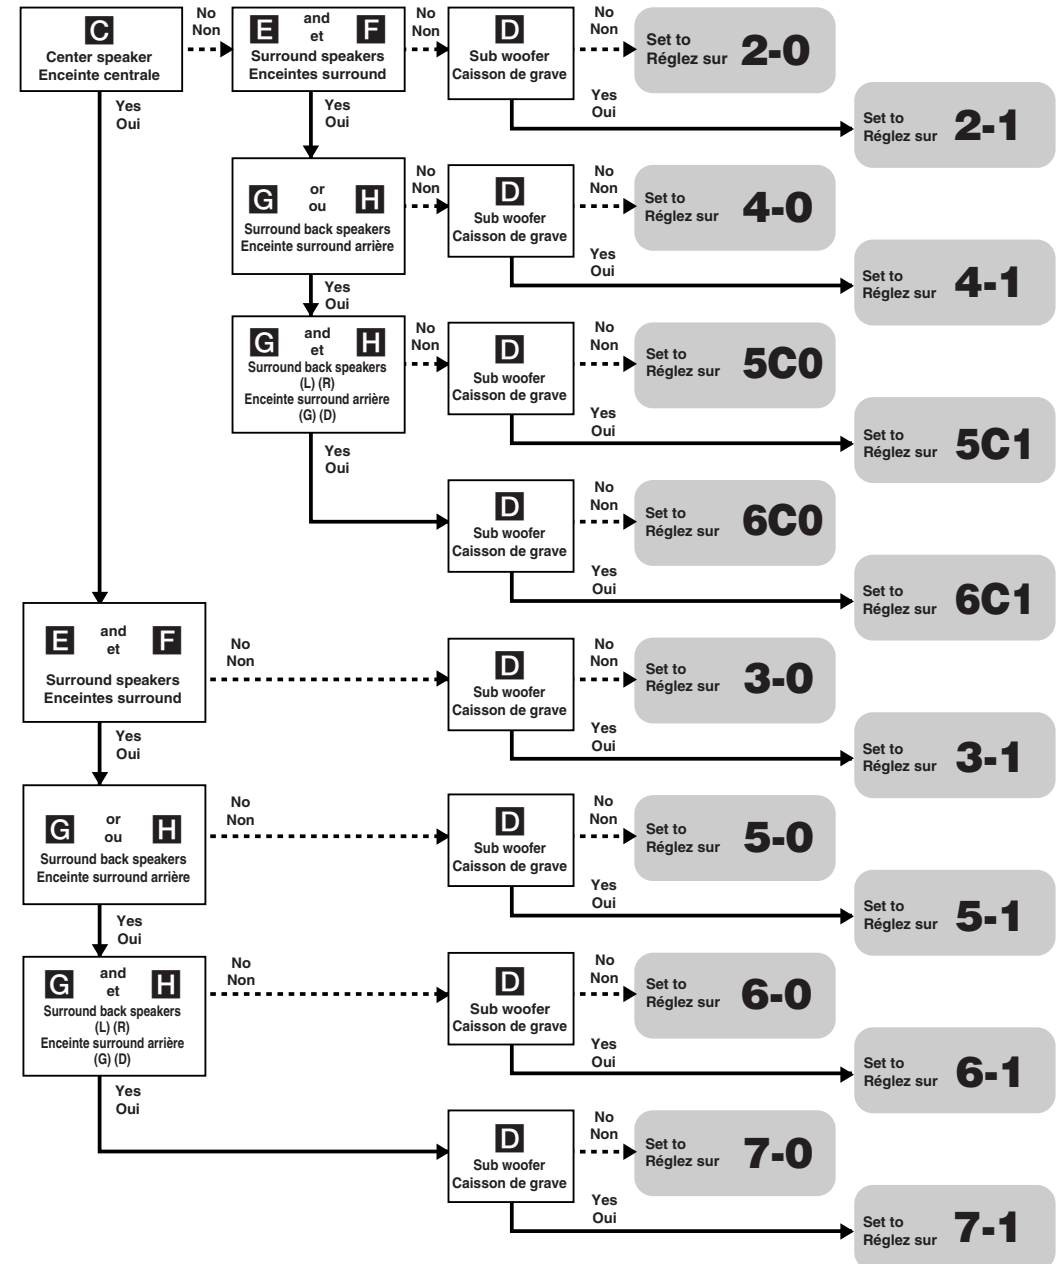 C
Center speaker
Enceinte centrale
No
Non
E and F
et
Surround speakers
Enceintes surround
No
Non
D
Sub woofer
Caisson de grave
No
Non
Set to
Réglez sur 2-0
Yes
Oui
Set to
Réglez sur 2-1
Yes
Oui
Yes
Oui
G or H
ou
Surround back speakers
Enceinte surround arrière
No
Non
D
Sub woofer
Caisson de grave
No
Non
Set to
Réglez sur 4-0
Yes
Oui
Set to
Réglez sur 4-1
Yes
Oui
G and H
et
Surround back speakers
(L) (R)
Enceinte surround arrière
(G) (D)
No
Non
D
Sub woofer
Caisson de grave
No
Non
Set to
Réglez sur 5C0
Yes
Oui
Set to
Réglez sur 5C1
Yes
Oui
D
Sub woofer
Caisson de grave
No
Non
Set to
Réglez sur 6C0
Yes
Oui
Set to
Réglez sur 6C1
E and F
et
Surround speakers
Enceintes surround
No
Non
D
Sub woofer
Caisson de grave
No
Non
Set to
Réglez sur 3-0
Yes
Oui
Set to
Réglez sur 3-1
Yes
Oui
G or H
ou
Surround back speakers
Enceinte surround arrière
No
Non
D
Sub woofer
Caisson de grave
No
Non
Set to
Réglez sur 5-0
Yes
Oui
Set to
Réglez sur 5-1
Yes
Oui
G and H
et
Surround back speakers
(L) (R)
Enceinte surround arrière
(G) (D)
No
Non
D
Sub woofer
Caisson de grave
No
Non
Set to
Réglez sur 6-0
Yes
Oui
Set to
Réglez sur 6-1
Yes
Oui
D
Sub woofer
Caisson de grave
No
Non
Set to
Réglez sur 7-0
Yes
Oui
Set to
Réglez sur 7-1